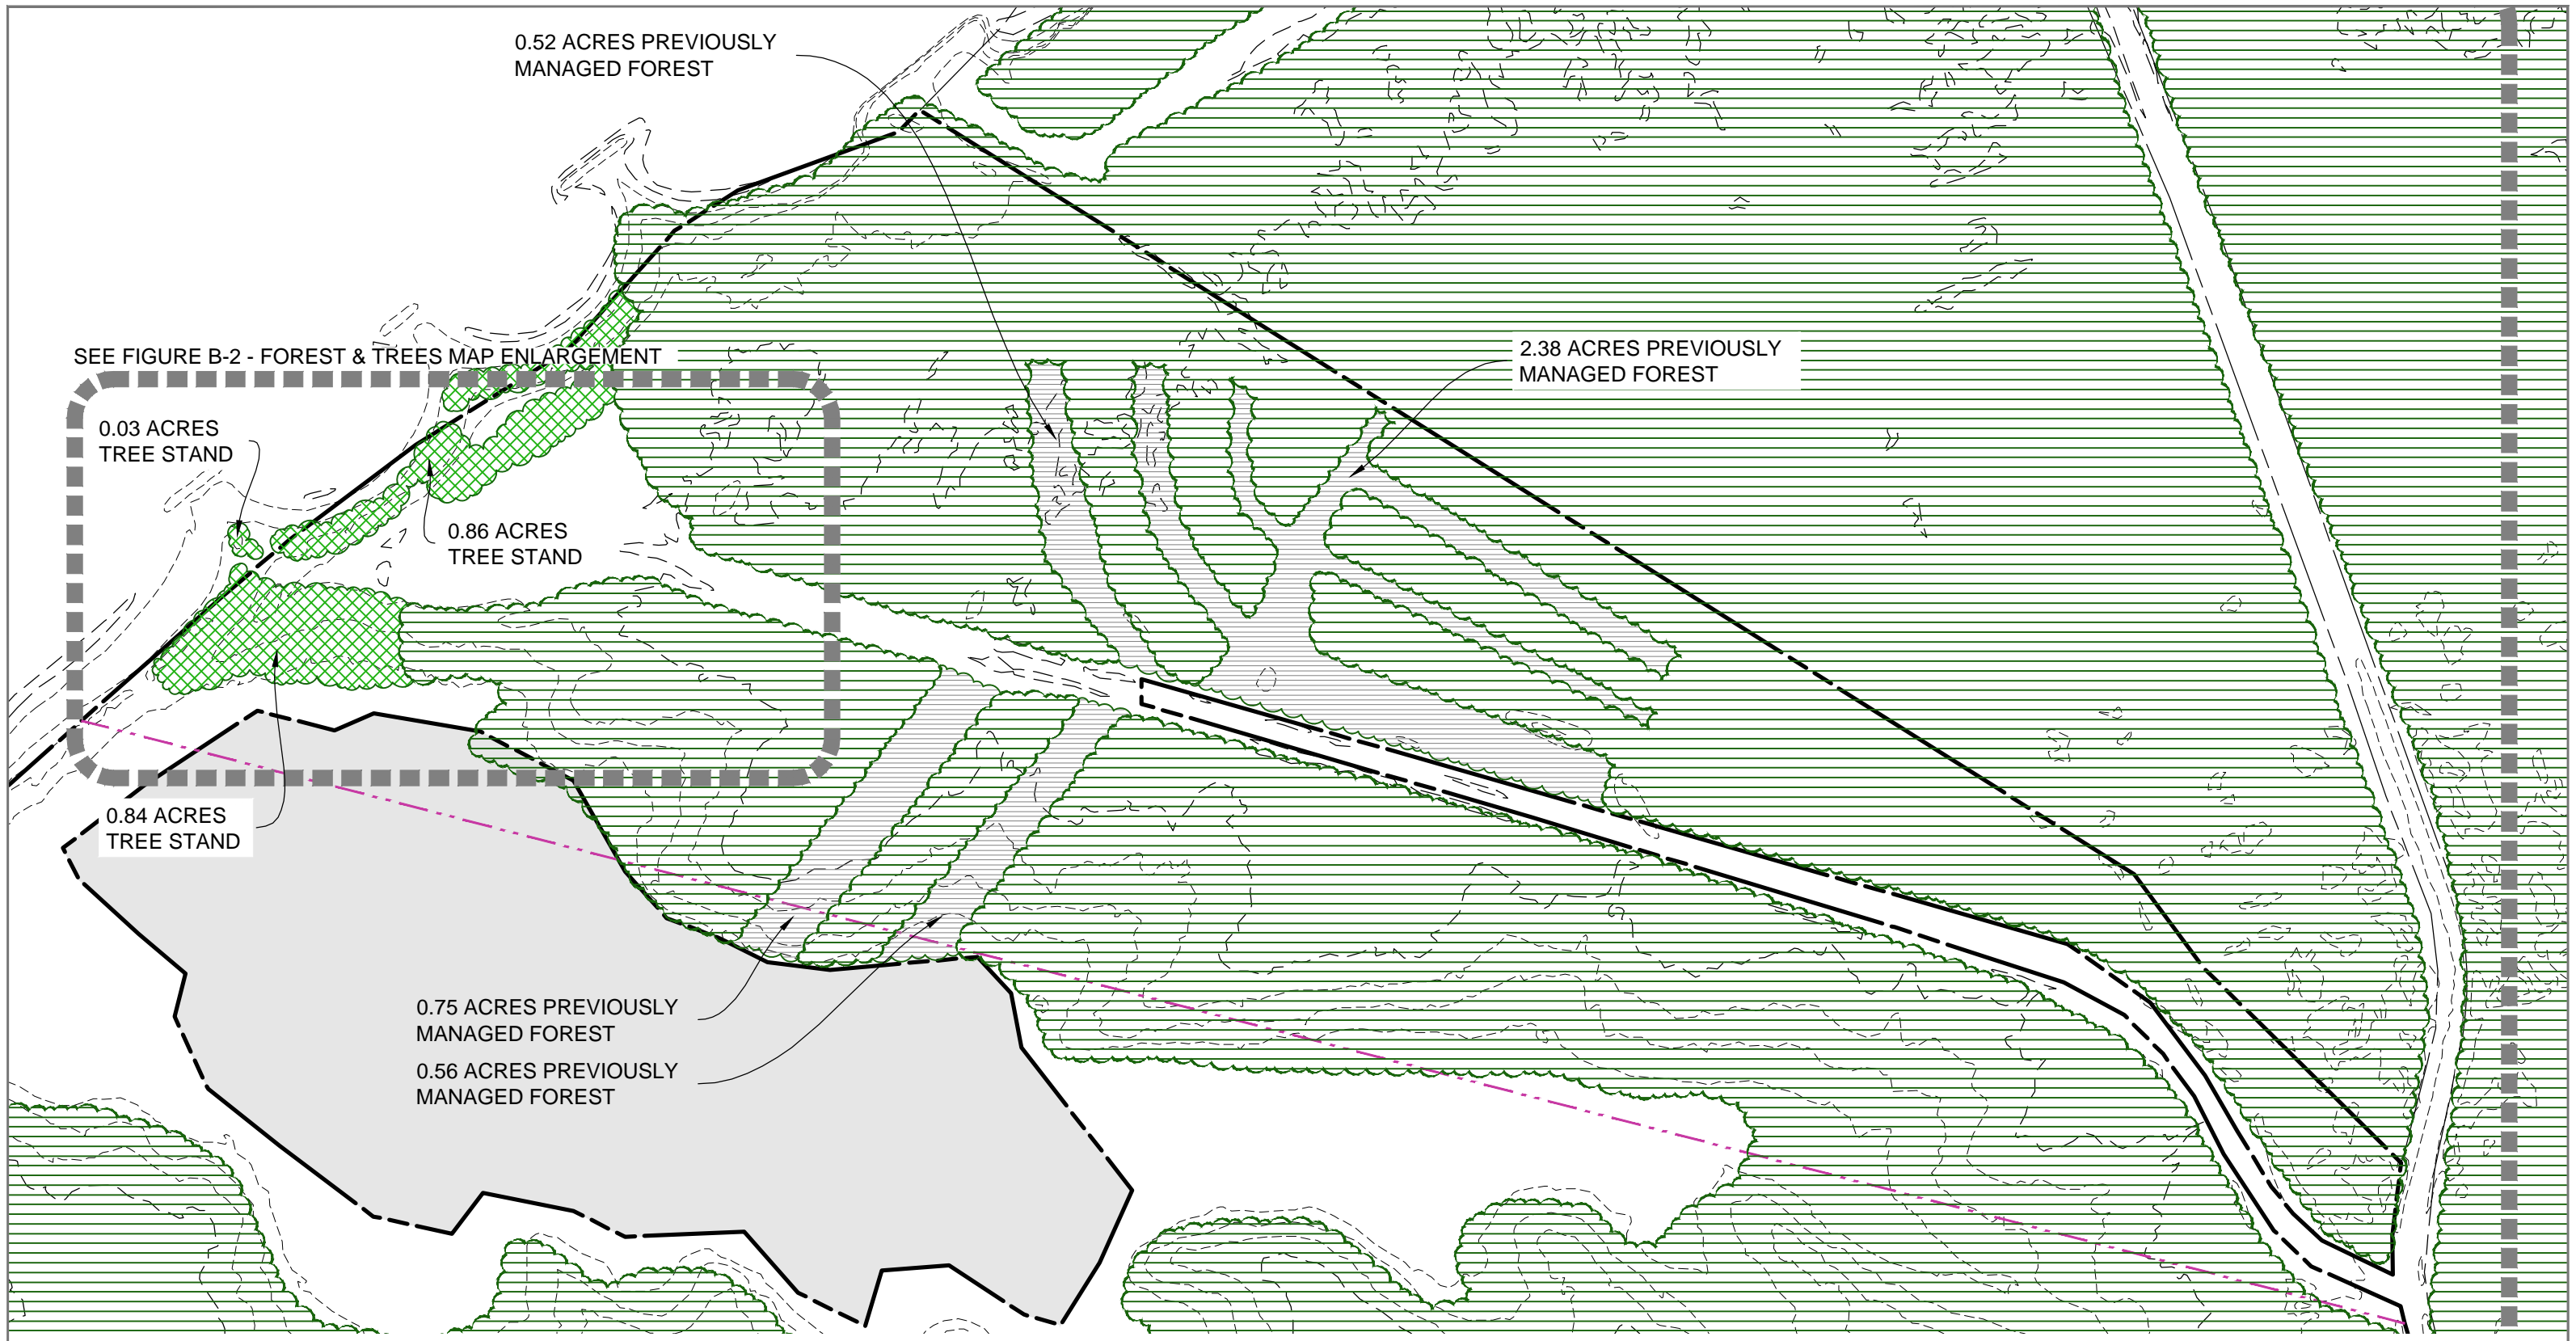 0.52 ACRES PREVIOUSLY
MANAGED FOREST
2.38 ACRES PREVIOUSLY
MANAGED FOREST
SEE FIGURE B-2 - FOREST & TREES MAP ENLARGEMENT
0.03 ACRES
TREE STAND
0.86 ACRES
TREE STAND
0.84 ACRES
TREE STAND
0.75 ACRES PREVIOUSLY
MANAGED FOREST
0.56 ACRES PREVIOUSLY
MANAGED FOREST